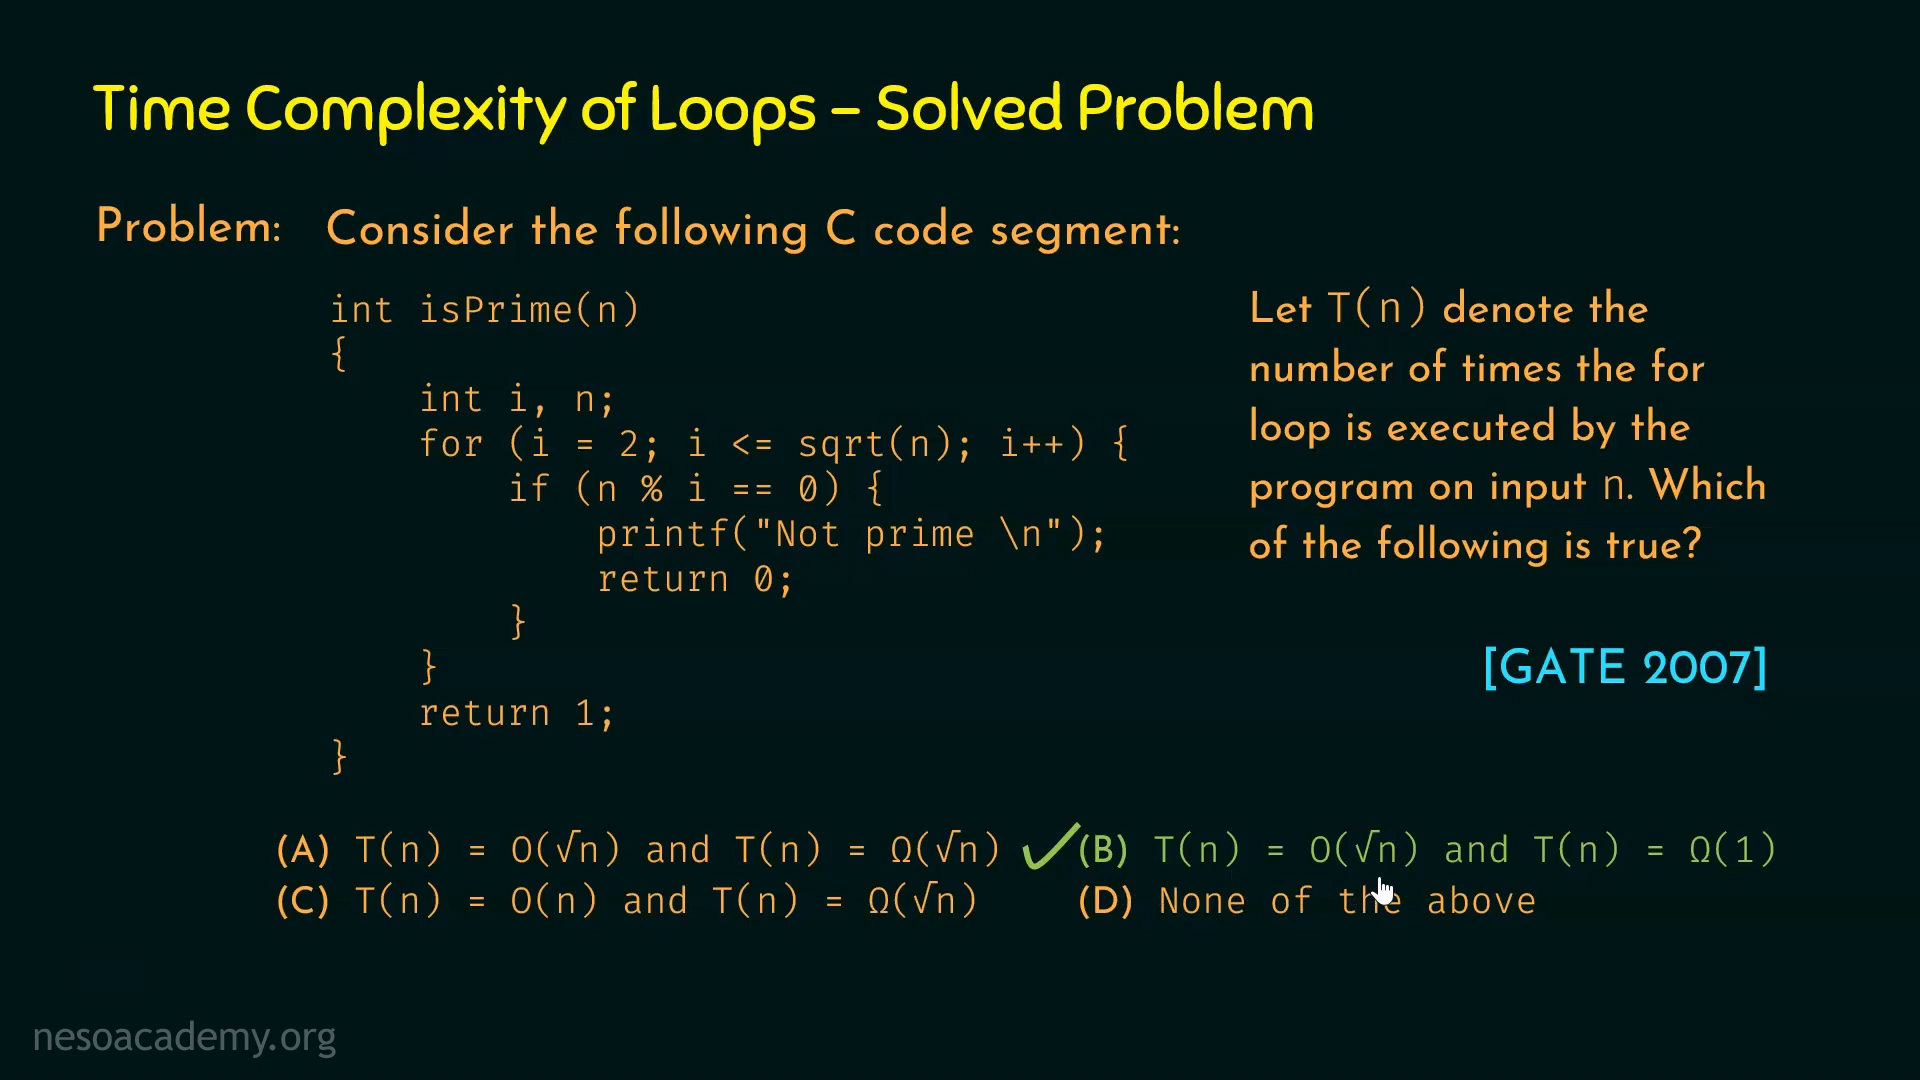 Time Complexity of Loops – Solved Problem
Problem: Consider the following C code segment:
int isPrime(n)
{
int i, n;
for (i = 2; i <= sqrt(n); i++) {
if (n % i == 0) {
printf("Not prime \n");
return 0;
}
}
return 1;
}
Let T(n) denote the
number of times the for
loop is executed by the
program on input n. Which
of the following is true?
[GATE 2007]
(A) T(n) = O(√n) and T(n) = Ω(√n) ✓(B) T(n) = O(√n) and T(n) = Ω(1)
(C) T(n) = O(n) and T(n) = Ω(√n) (D) None of the above
nesoacademy.org